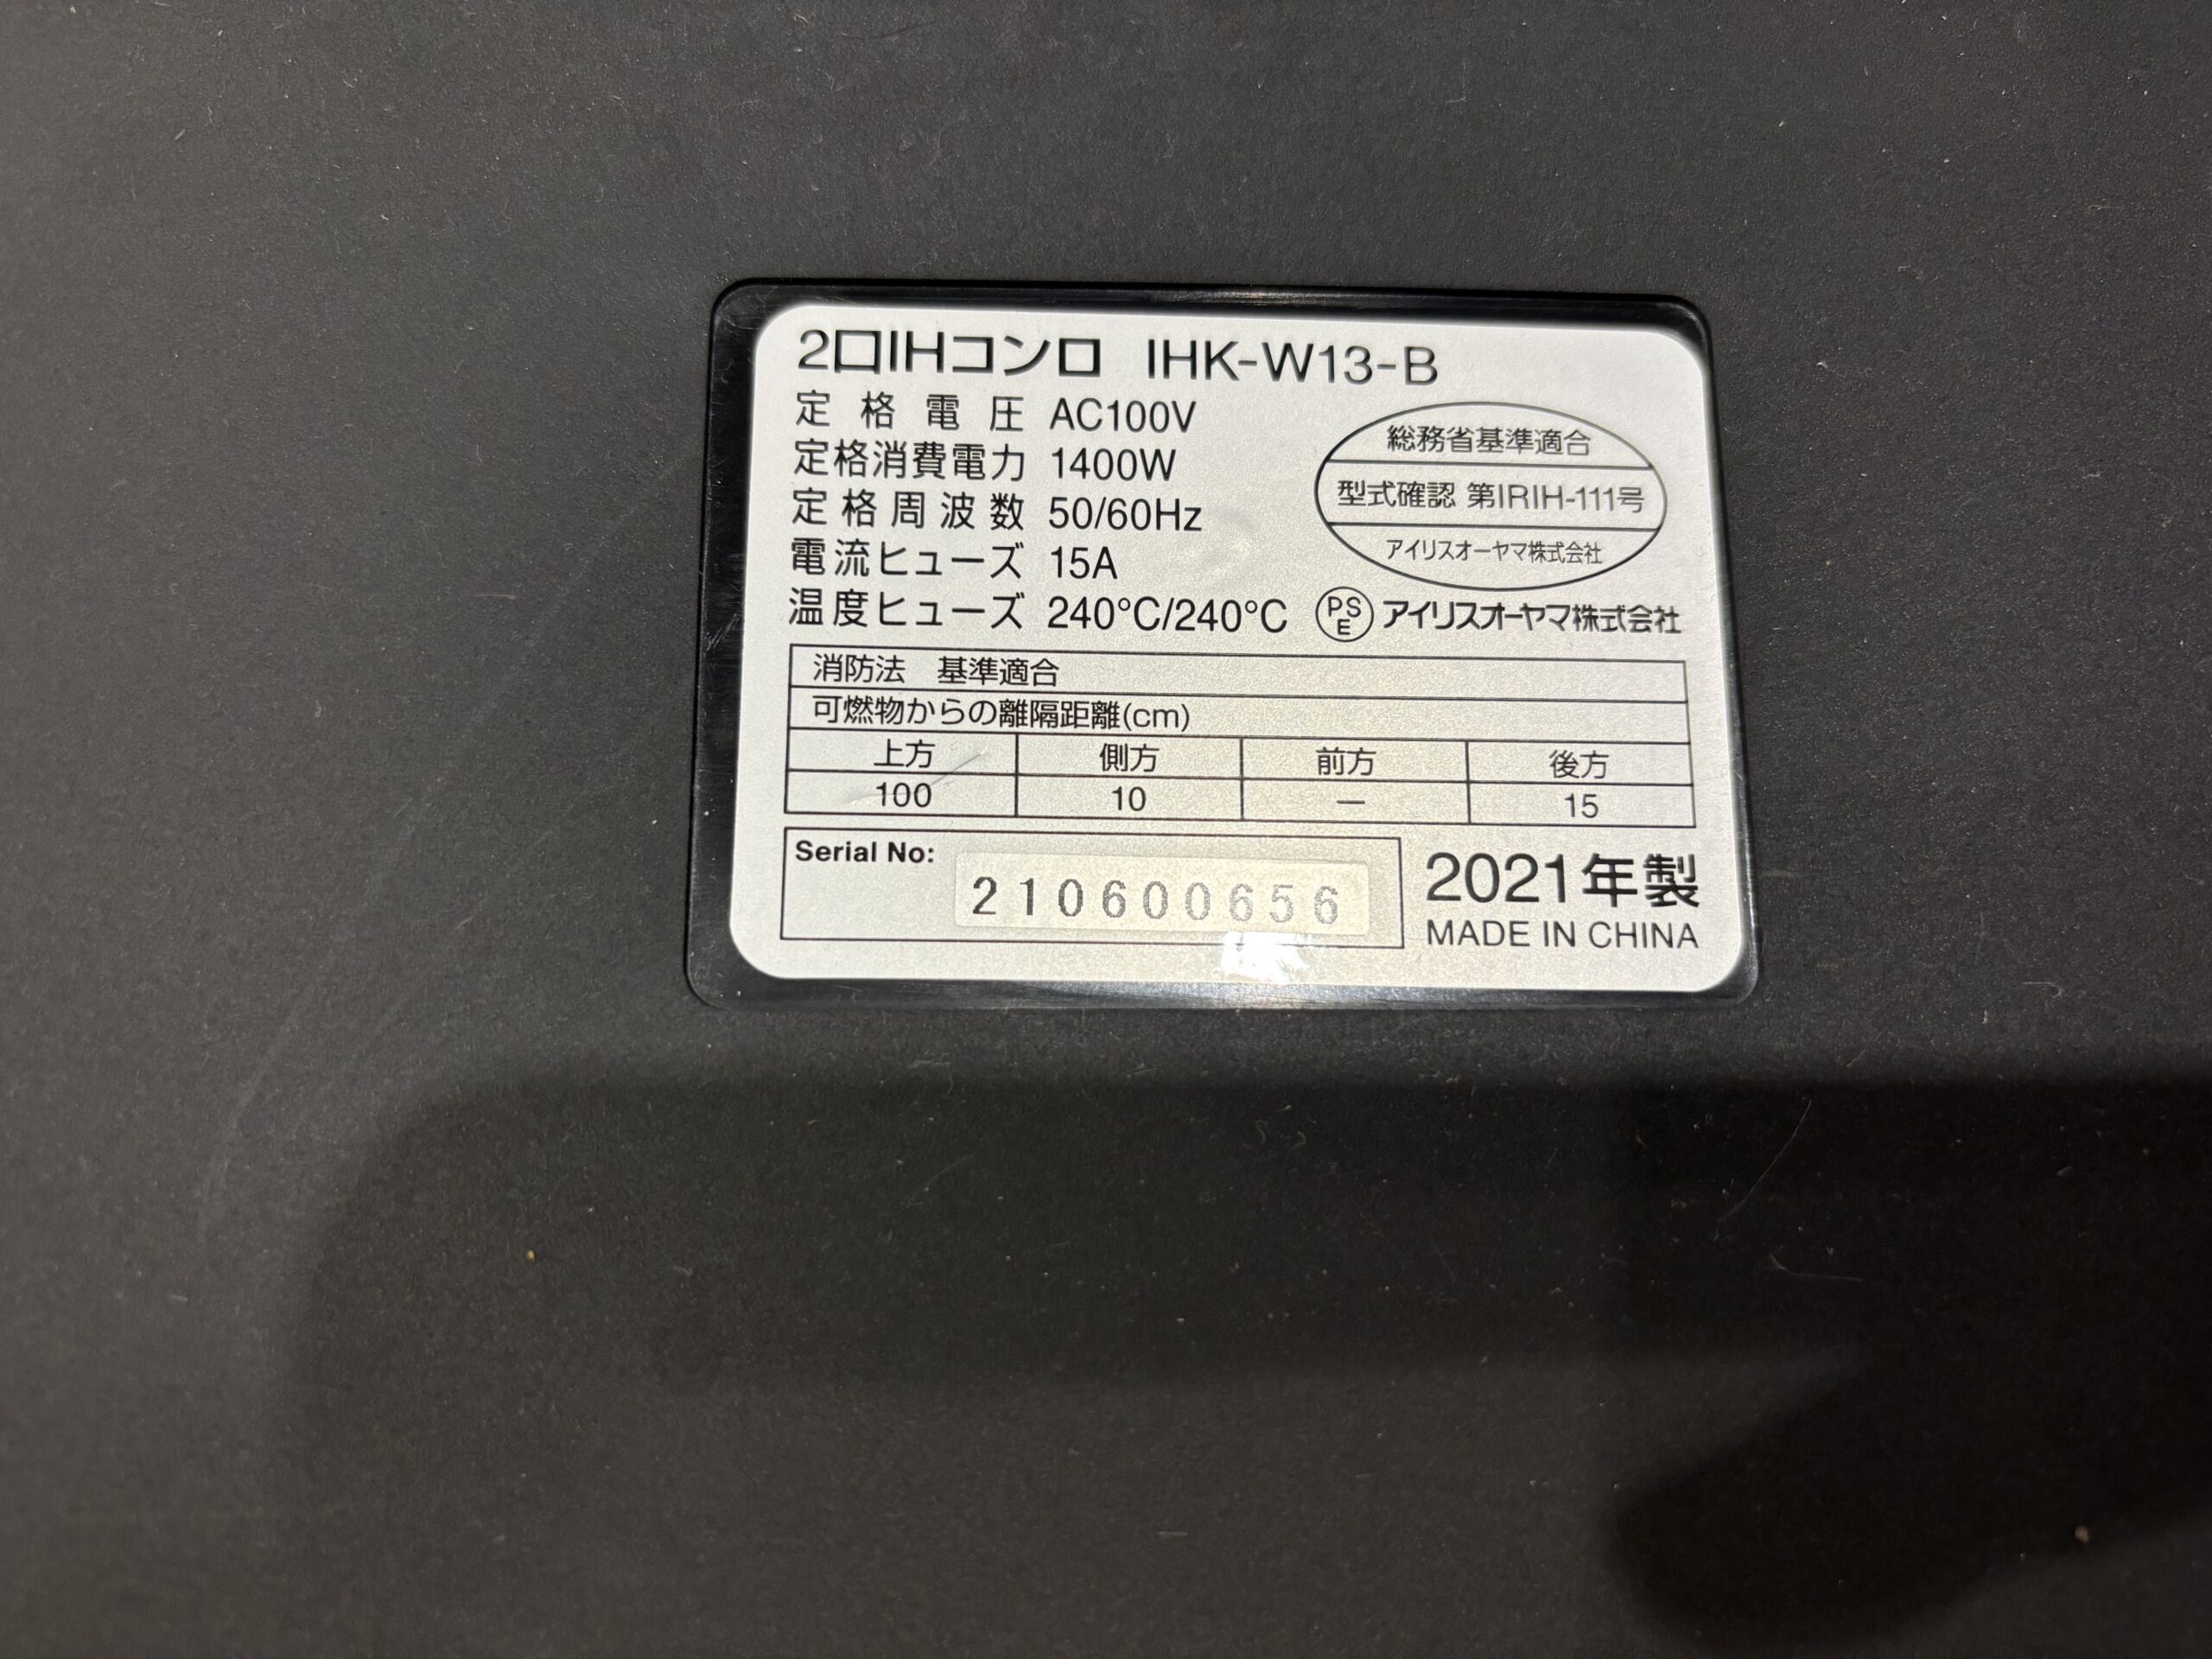 2口IHコンロ IHK-W13-B
定格電圧 AC100V
定格消費電力 1400W
定格周波数 50/60Hz
電流ヒューズ 15A
温度ヒューズ 240°C/240°C
総務省基準適合
型式確認 第IRIH-111号
アイリスオーヤマ株式会社
PSE アイリスオーヤマ株式会社
消防法 基準適合
可燃物からの離隔距離(cm)
上方 側方 前方 後方
100 10 — 15
Serial No:
210600656
2021年製
MADE IN CHINA